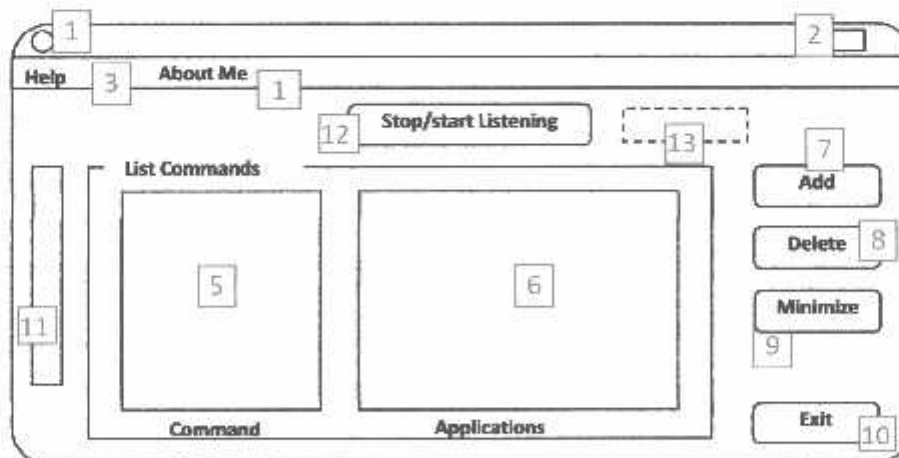 1
2
Help
3
About Me
1
12
Stop/start Listening
13
7
List Commands
Add
5
6
Delete
8
11
Minimize
9
Command
Applications
Exit
10